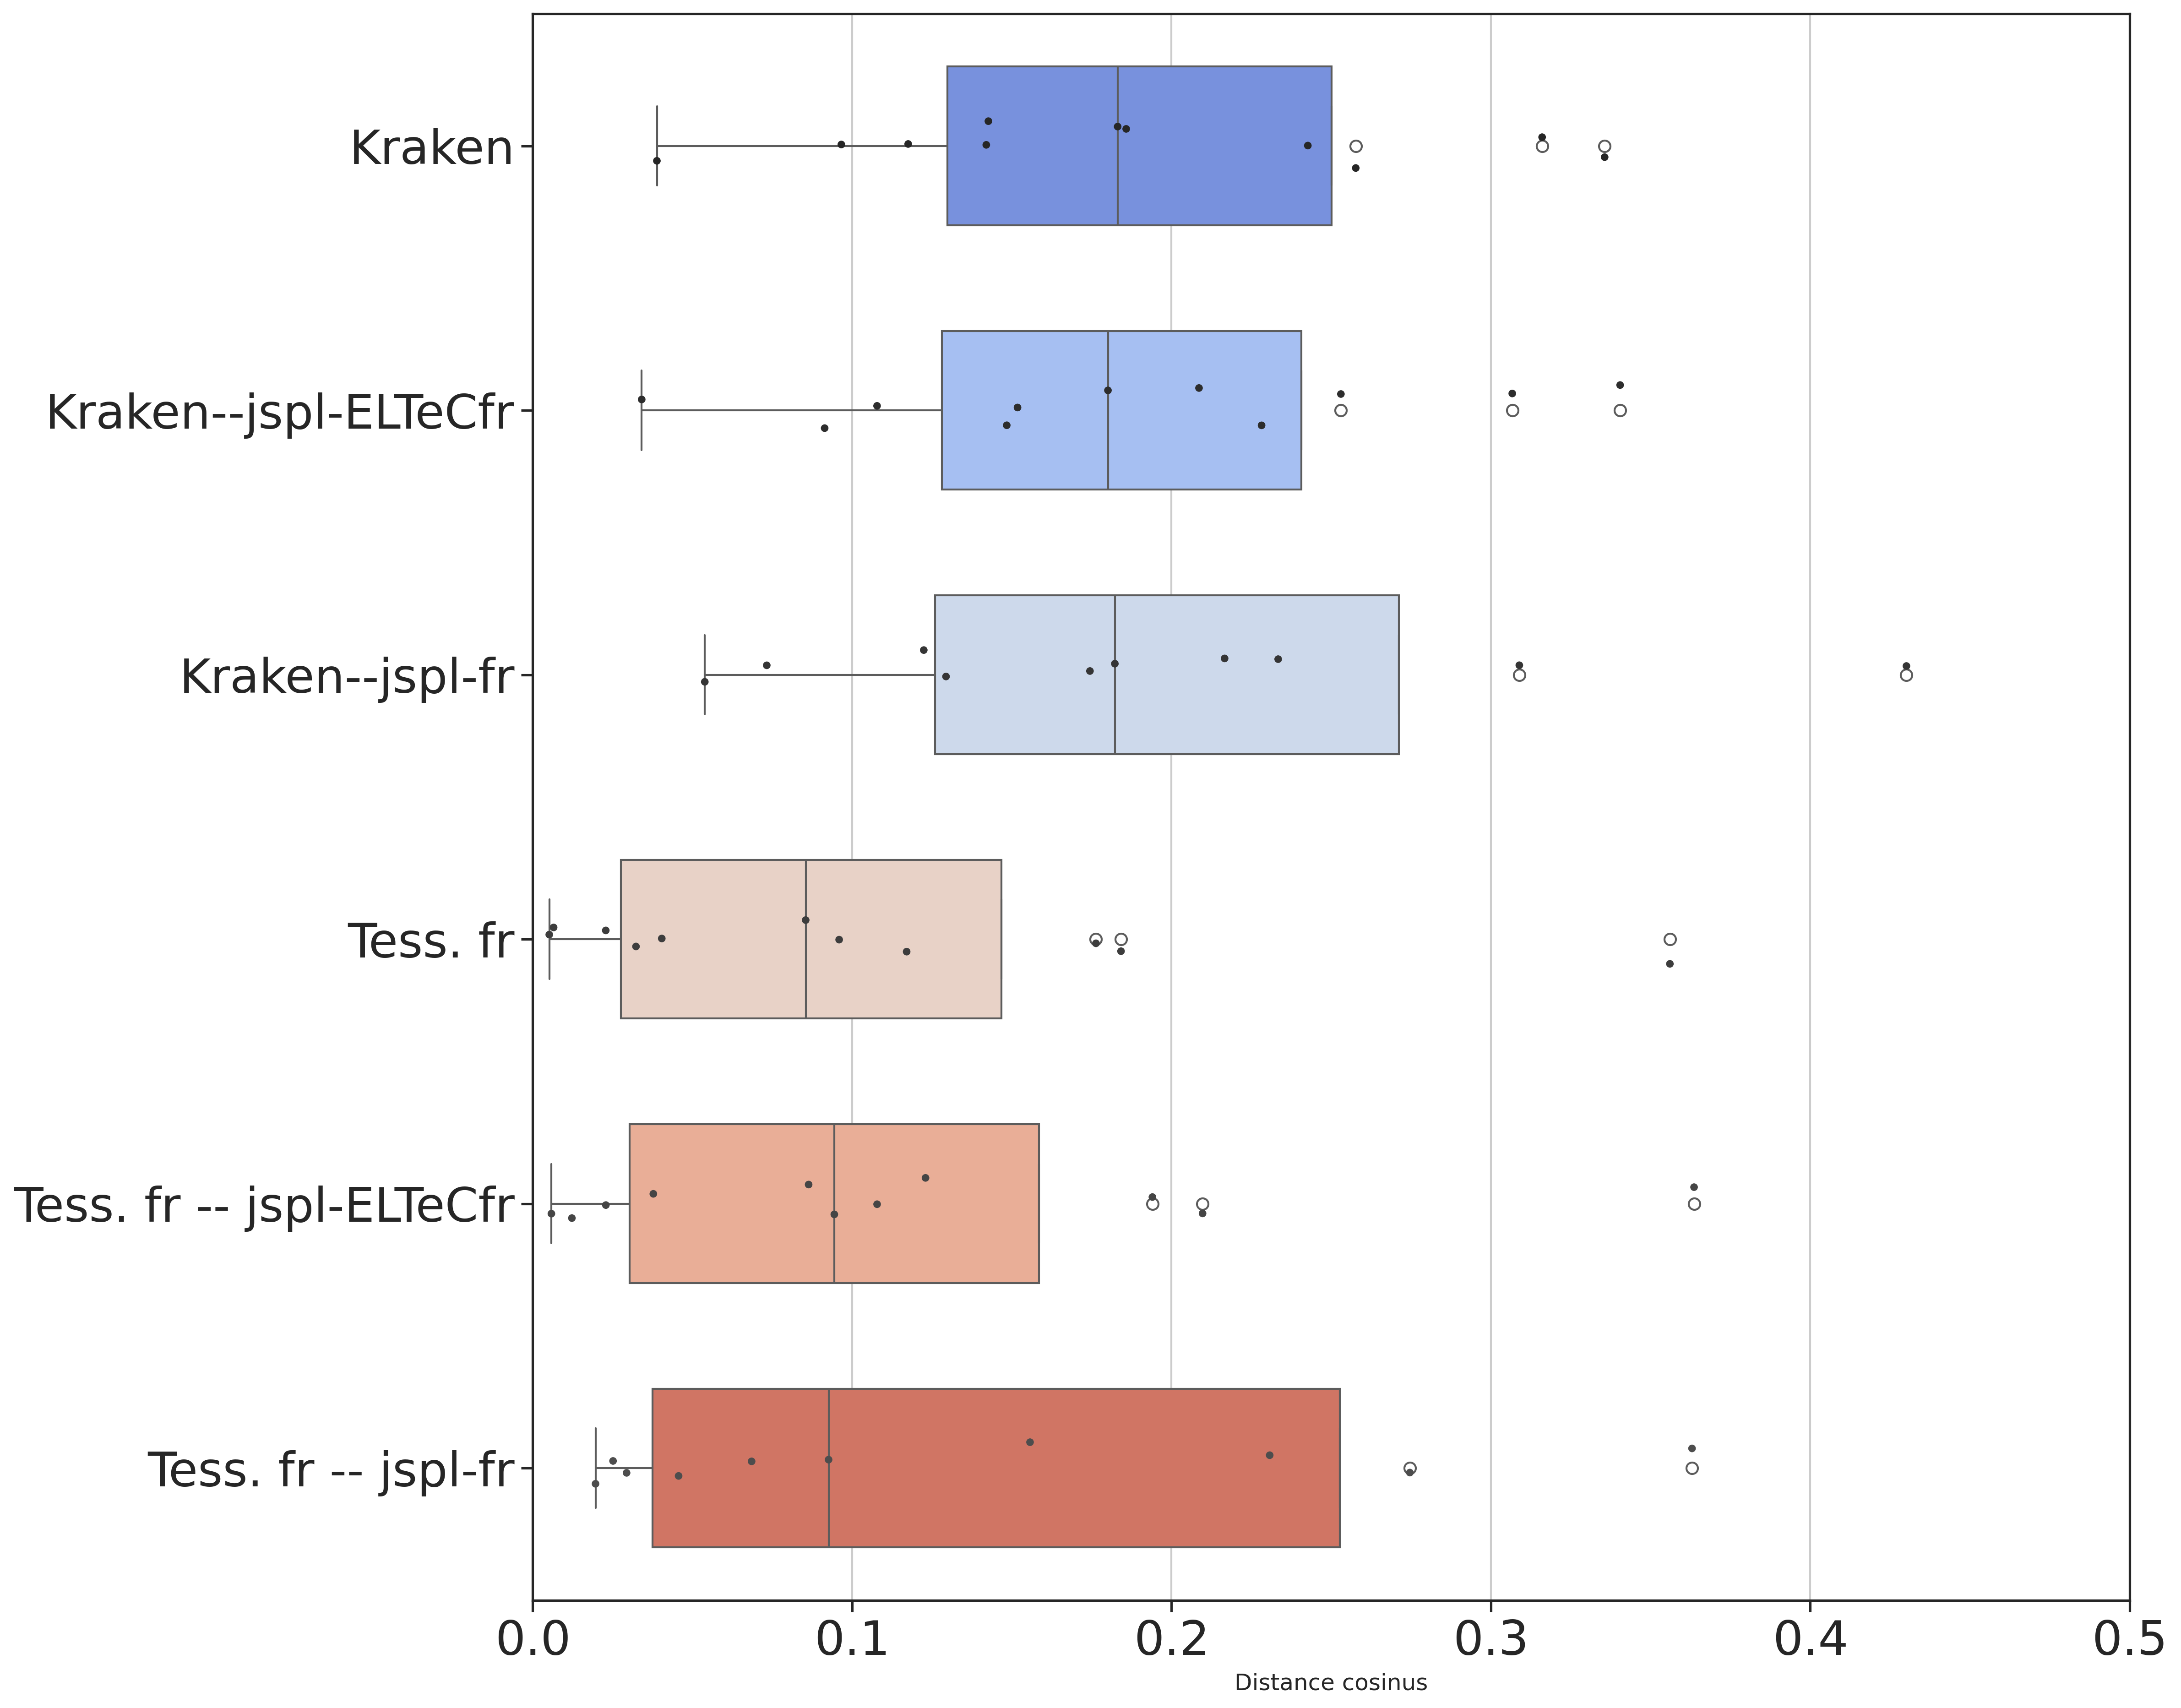 Kraken
Kraken--jspl-ELTeCfr
Kraken--jspl-fr
Tess. fr
Tess. fr -- jspl-ELTeCfr
Tess. fr -- jspl-fr
0.0 0.1 0.2 0.3 0.4 0.5
Distance cosinus